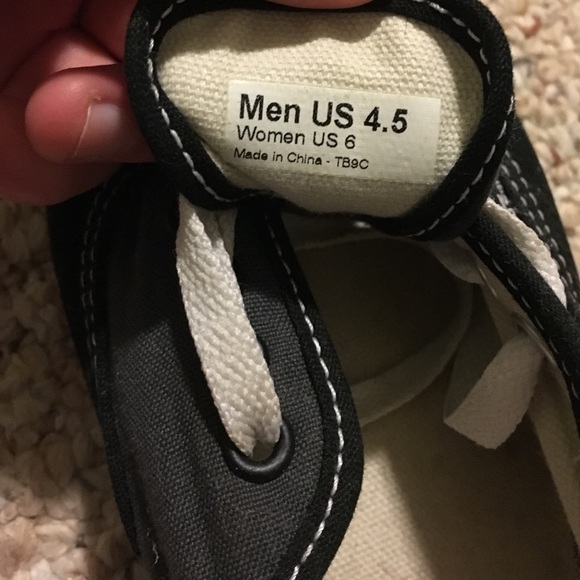 Men US 4.5
Women US 6
Made in China - TB9C